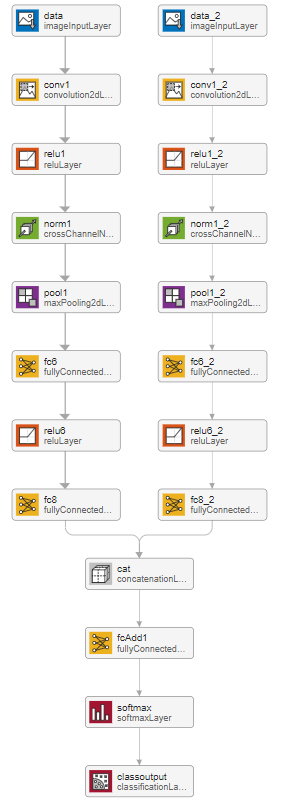 data
imageInputLayer
data_2
imageInputLayer
conv1
convolution2dL...
conv1_2
convolution2dL...
relu1
reluLayer
relu1_2
reluLayer
norm1
crossChannelN...
norm1_2
crossChannelN...
pool1
maxPooling2dL...
pool1_2
maxPooling2dL...
fc6
fullyConnected...
fc6_2
fullyConnected...
relu6
reluLayer
relu6_2
reluLayer
fc8
fullyConnected...
fc8_2
fullyConnected...
cat
concatenationL...
fcAdd1
fullyConnected...
softmax
softmaxLayer
classoutput
classificationLa...